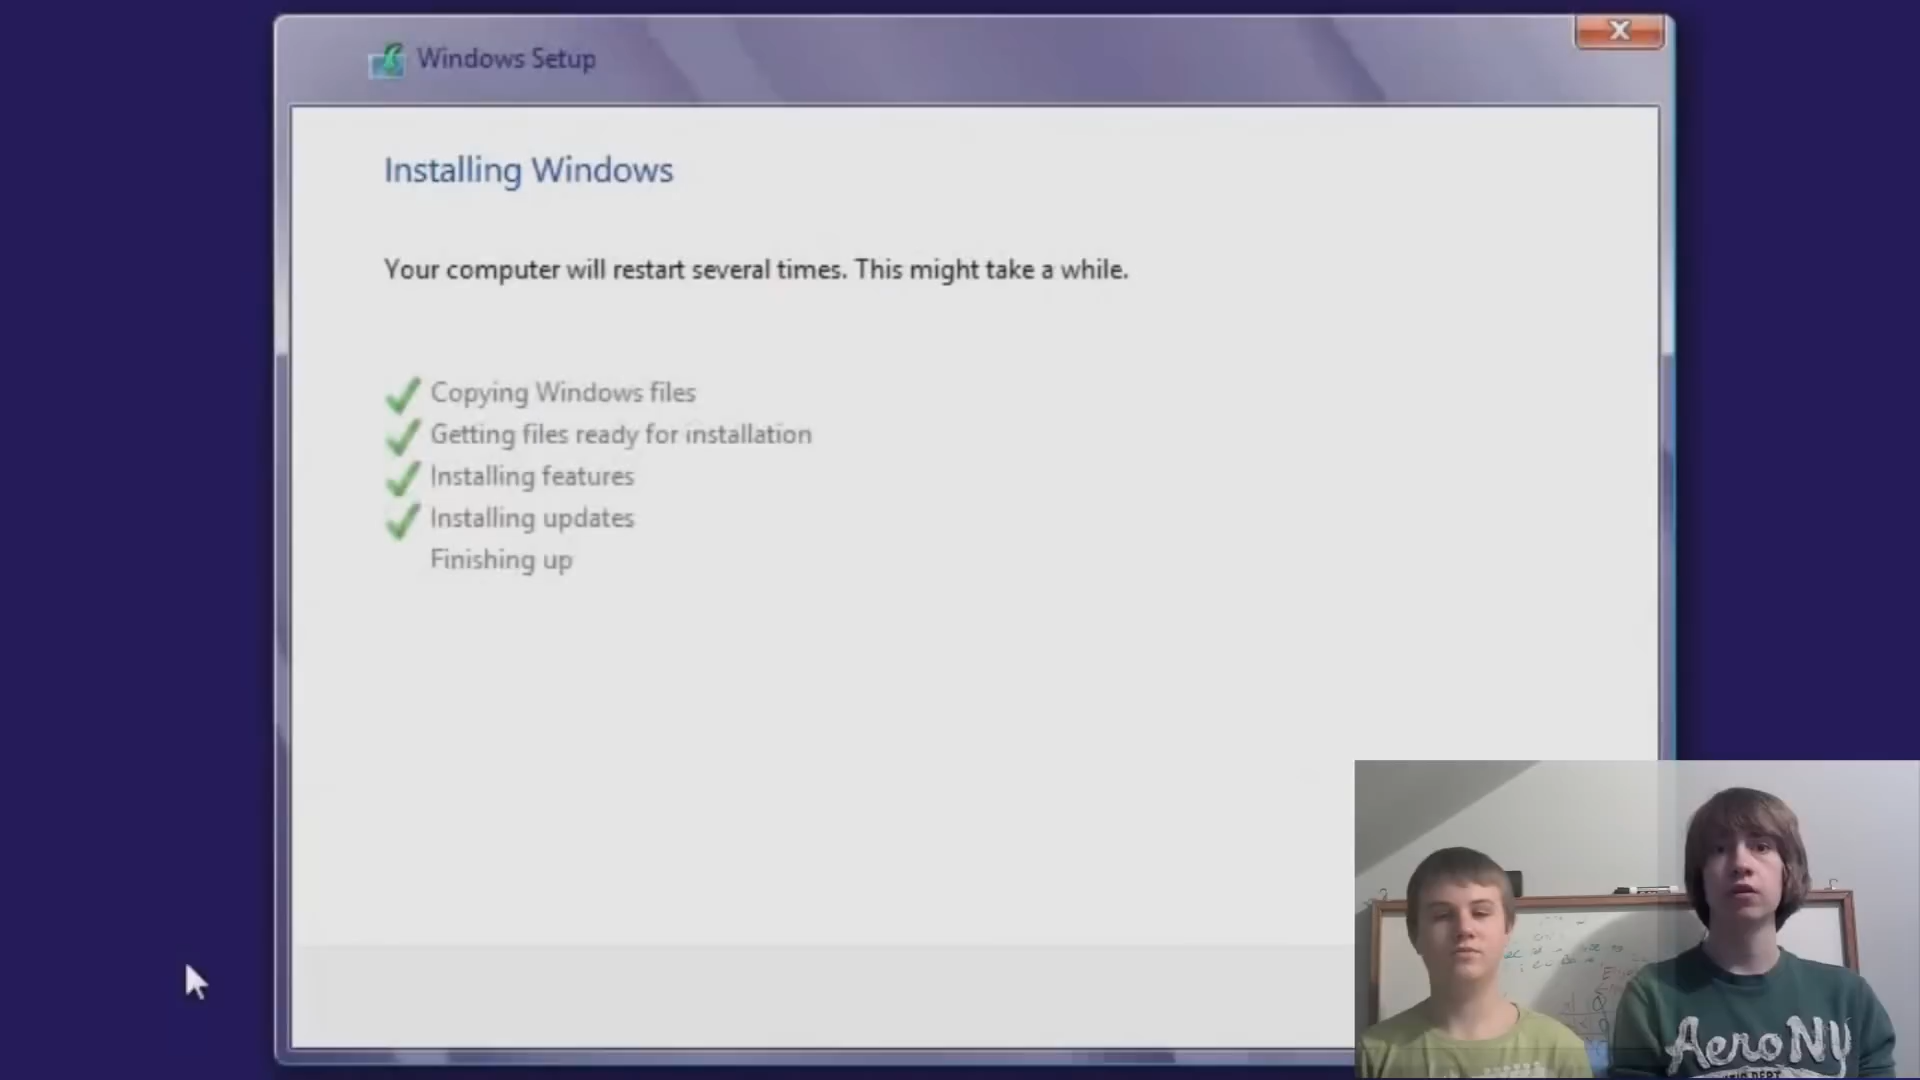 Windows Setup
Installing Windows
Your computer will restart several times. This might take a while.
Copying Windows files
Getting files ready for installation
Installing features
Installing updates
Finishing up
AeroNY